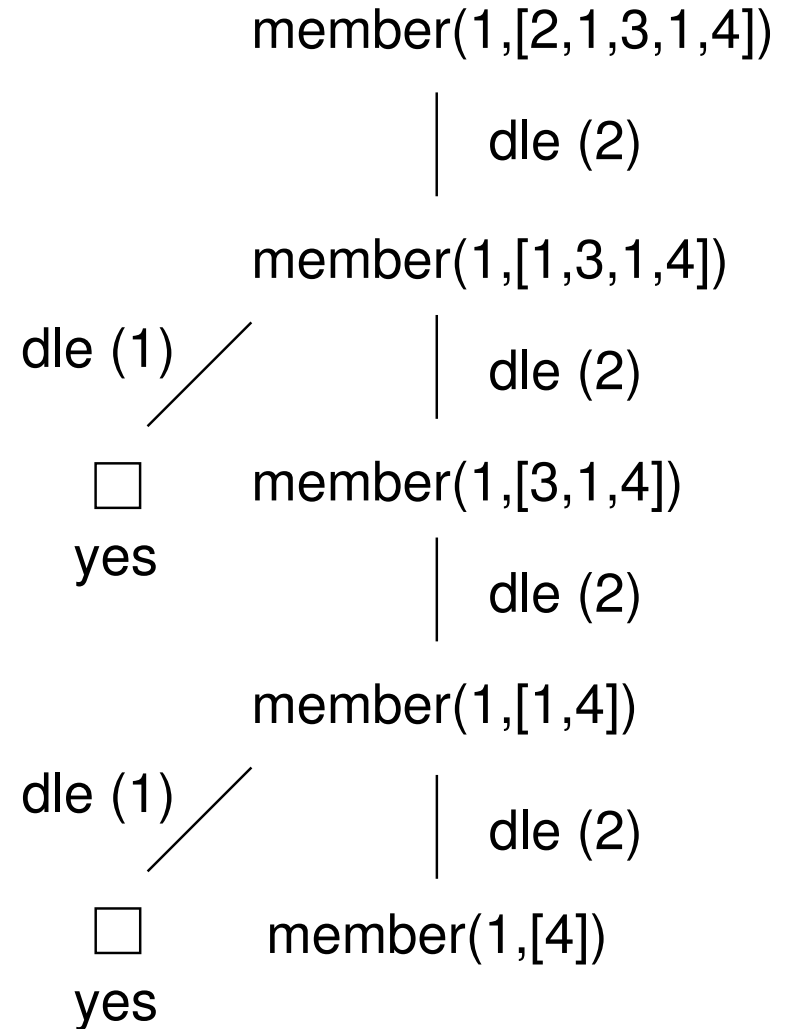 member(1,[2,1,3,1,4])
dle (2)
member(1,[1,3,1,4])
dle (1)
dle (2)
member(1,[3,1,4])
yes
dle (2)
member(1,[1,4])
dle (1)
dle (2)
member(1,[4])
yes